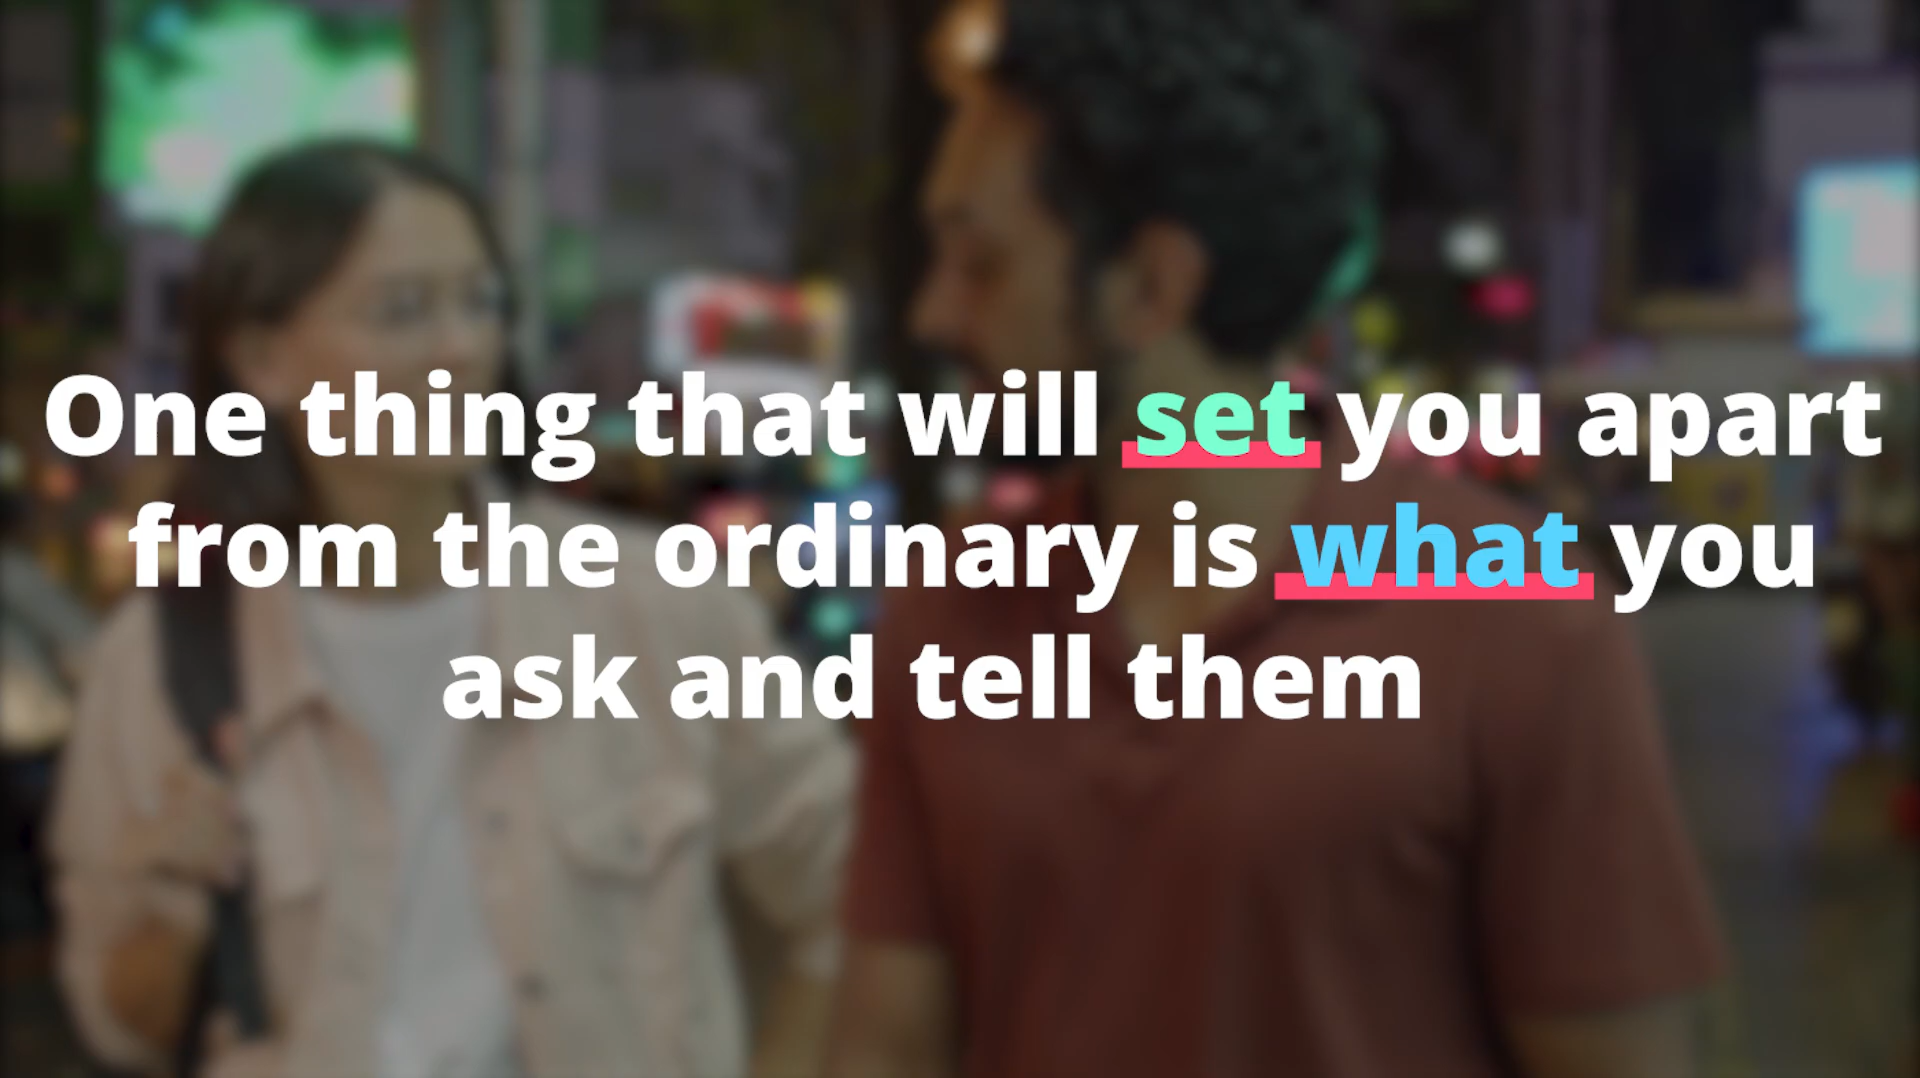 One thing that will set you apart
from the ordinary is what you
ask and tell them